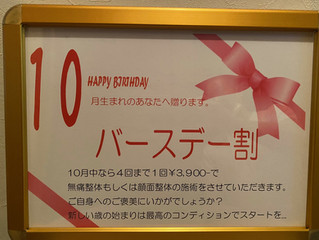 10
HAPPY BIRTHDAY
月生まれのあなたへ贈ります。
バースデー割
10月中なら4回まで1回¥3,900-で
無痛整体もしくは顔面整体の施術をさせていただきます。
ご自身へのご褒美にいかがでしょうか?
新しい歳の始まりは最高のコンディションでスタートを...